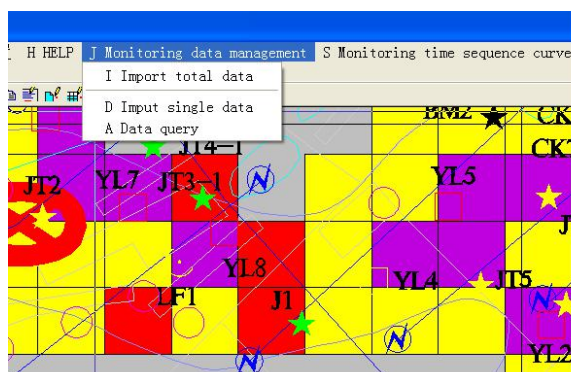 H HELP J Monitoring data management S Monitoring time sequence curve
I Import total data
D Imput single data
A Data query
BM2 CK
JT4-1 CK
JT2 YL7 JT3-1 YL5
YL8 YL4 JT5
LF1 J1
YL2